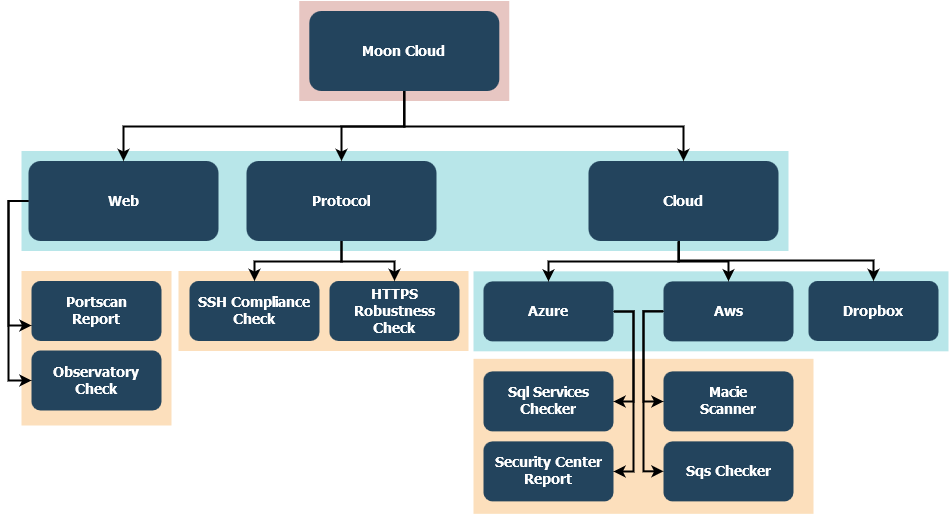 Moon Cloud
Web
Protocol
Cloud
Portscan
Report
Observatory
Check
SSH Compliance
Check
HTTPS
Robustness
Check
Azure
Aws
Dropbox
Sql Services
Checker
Macie
Scanner
Security Center
Report
Sqs Checker